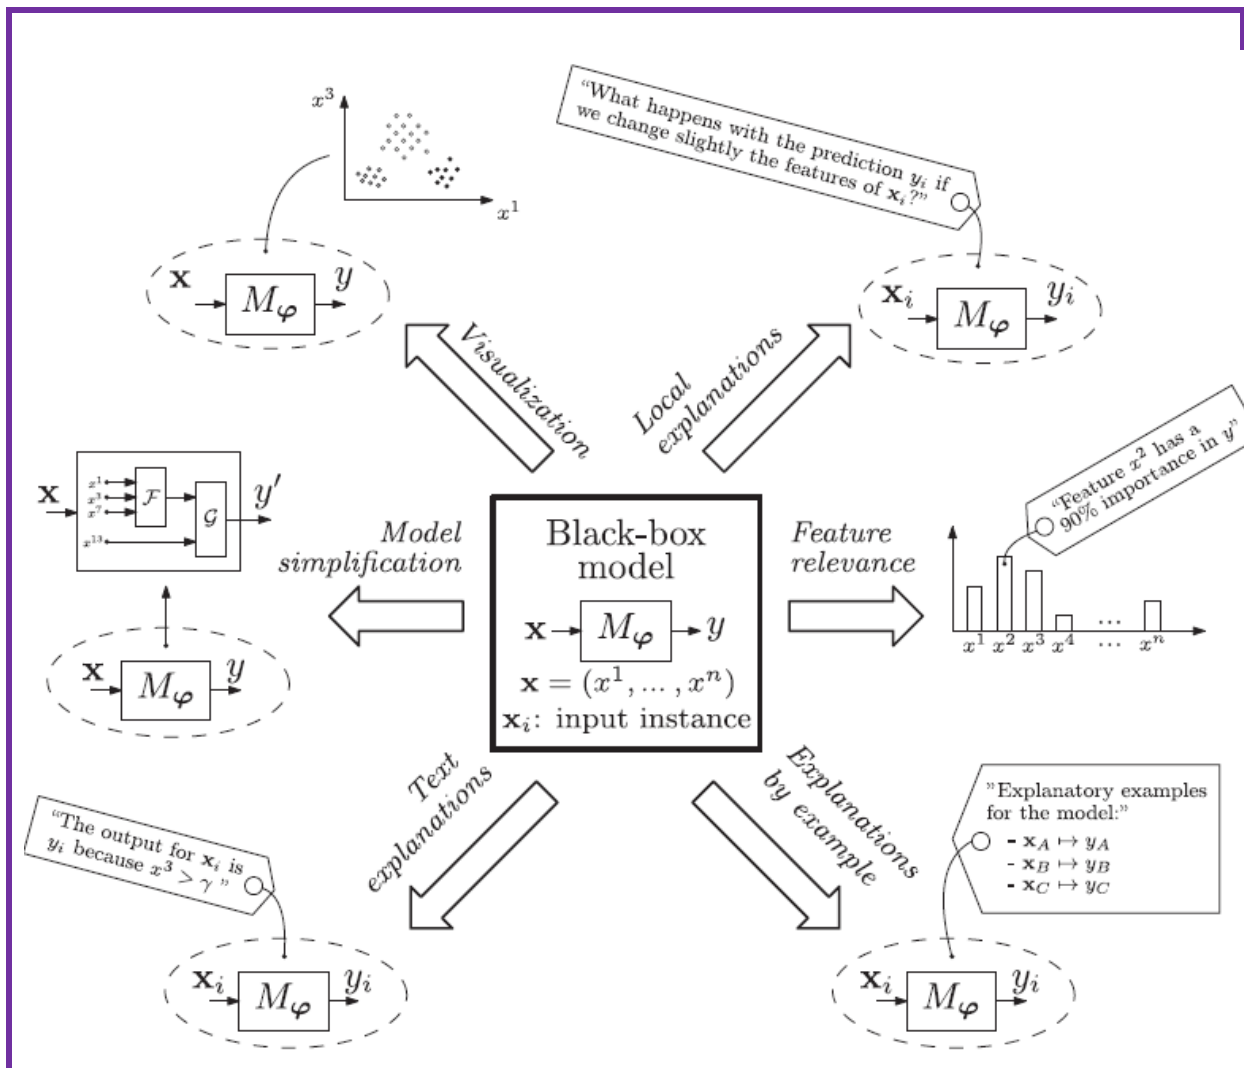 x³
x¹
x
y
M_φ
Visualization
"What happens with the prediction yᵢ if
we change slightly the features of xᵢ?"
xᵢ
yᵢ
M_φ
Local
explanations
x
x¹
x³
x⁷
x¹³
F
G
y′
Model
simplification
x
y
M_φ
Black-box
model
x
M_φ
y
x = (x¹, ... , xⁿ)
xᵢ: input instance
Feature
relevance
"Feature x² has a
90% importance in y"
...
x¹ x² x³ x⁴ ... xⁿ
Text
explanations
"The output for xᵢ is
yᵢ because x³ > γ "
xᵢ
yᵢ
M_φ
Explanations
by example
"Explanatory examples
for the model:"
- x_A ↦ y_A
- x_B ↦ y_B
- x_C ↦ y_C
xᵢ
yᵢ
M_φ